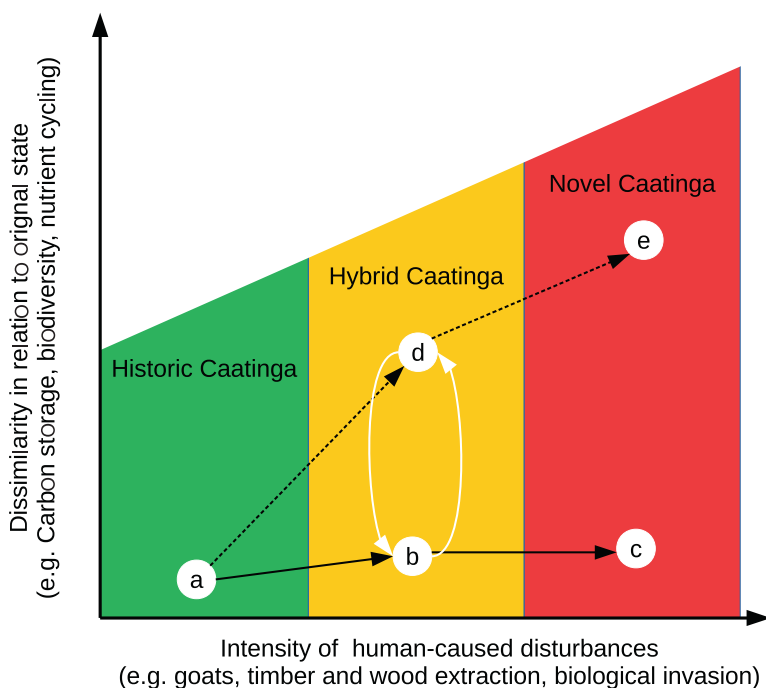 Dissimilarity in relation to orignal state
(e.g. Carbon storage, biodiversity, nutrient cycling)
Novel Caatinga
e
Hybrid Caatinga
d
Historic Caatinga
a
b
c
Intensity of  human-caused disturbances
(e.g. goats, timber and wood extraction, biological invasion)